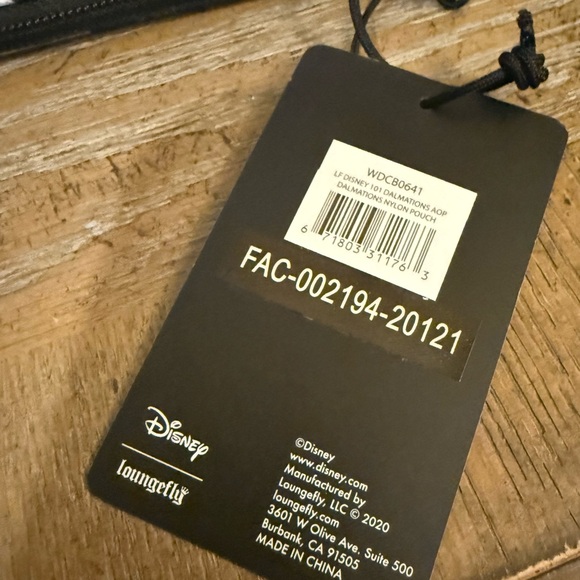 WDCB0641
LF DISNEY 101 DALMATIONS AOP
DALMATIONS NYLON POUCH
6 71803 31176 3
FAC-002194-20121
Disney
loungefly
©Disney
www.disney.com
Manufactured by
Loungefly, LLC © 2020
loungefly.com
3601 W Olive Ave. Suite 500
Burbank, CA 91505
MADE IN CHINA